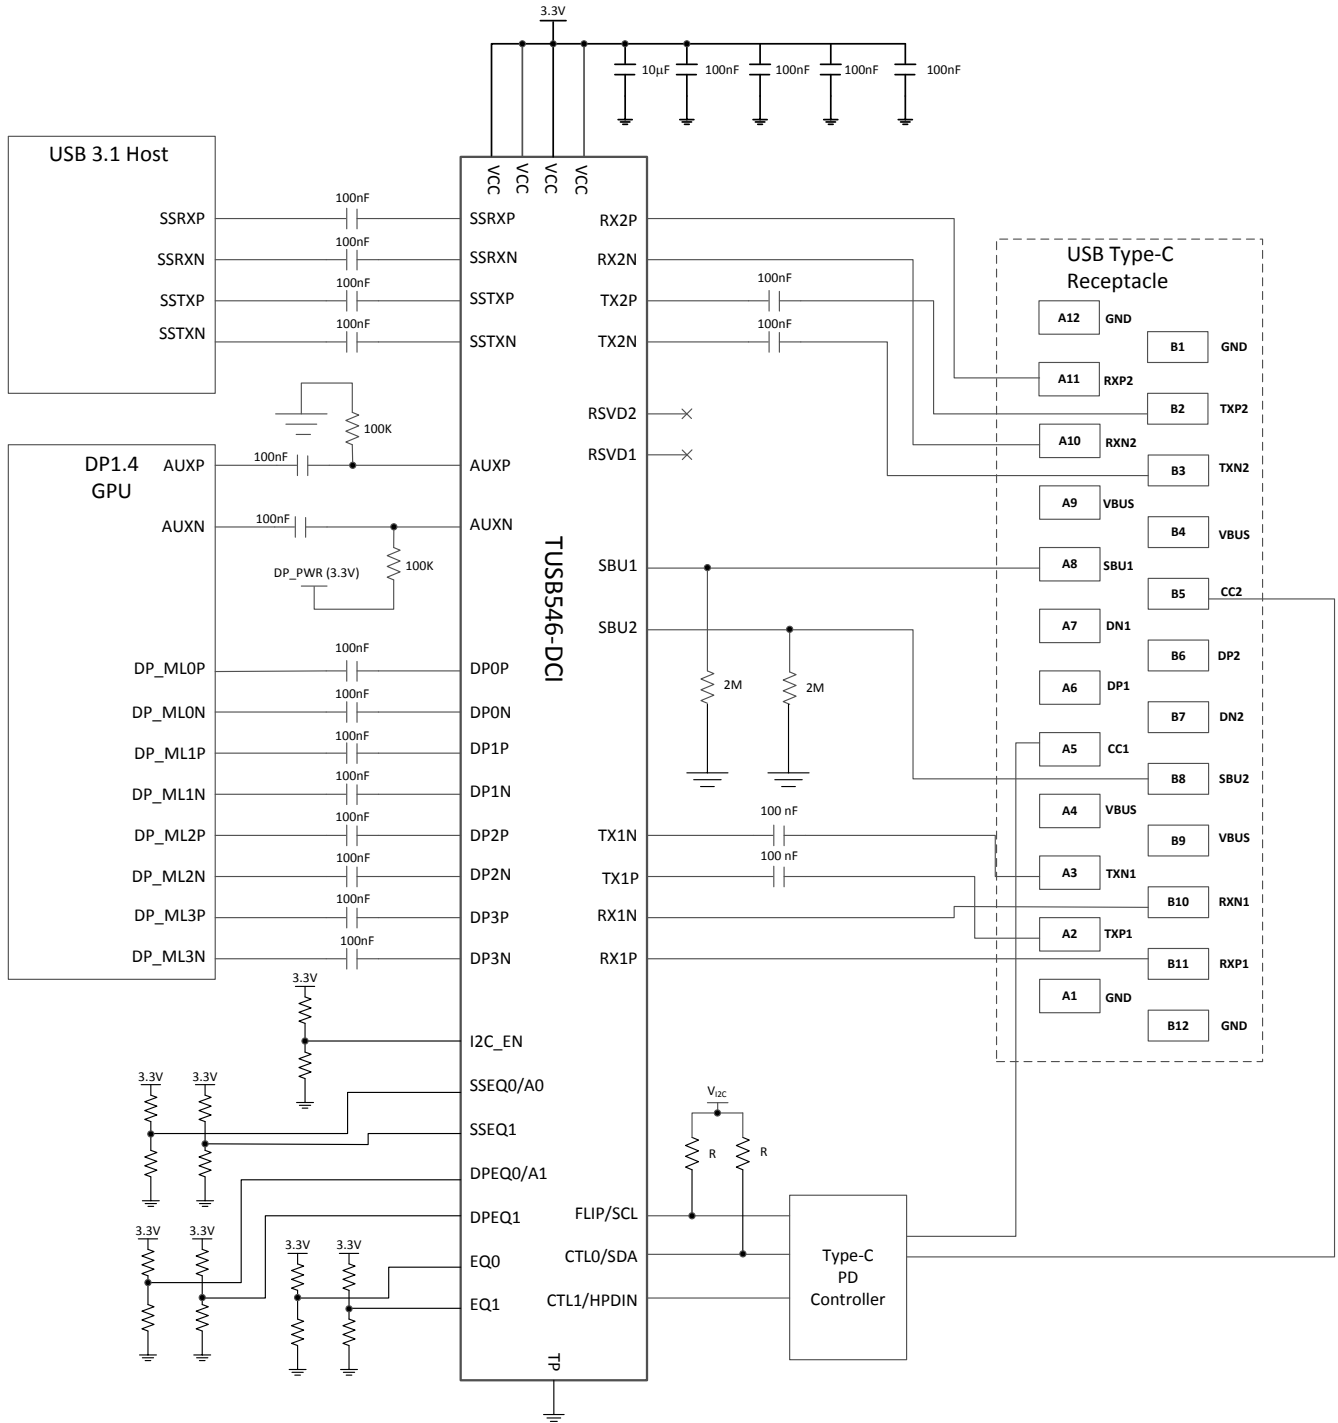 3.3V
10µF
100nF
100nF
100nF
100nF
USB 3.1 Host
SSRXP
SSRXN
SSTXP
SSTXN
100nF
100nF
100nF
100nF
100K
DP1.4
GPU
AUXP
AUXN
100nF
100nF
100K
DP_PWR (3.3V)
DP_ML0P
DP_ML0N
DP_ML1P
DP_ML1N
DP_ML2P
DP_ML2N
DP_ML3P
DP_ML3N
100nF
100nF
100nF
100nF
100nF
100nF
100nF
100nF
3.3V
3.3V
3.3V
3.3V
3.3V
3.3V
3.3V
VCC
VCC
VCC
VCC
SSRXP
SSRXN
SSTXP
SSTXN
AUXP
AUXN
DP0P
DP0N
DP1P
DP1N
DP2P
DP2N
DP3P
DP3N
I2C_EN
SSEQ0/A0
SSEQ1
DPEQ0/A1
DPEQ1
EQ0
EQ1
TUSB546-DCI
TP
RX2P
RX2N
TX2P
TX2N
RSVD2
RSVD1
SBU1
SBU2
TX1N
TX1P
RX1N
RX1P
FLIP/SCL
CTL0/SDA
CTL1/HPDIN
100nF
100nF
2M
2M
100 nF
100 nF
VI2C
R
R
Type-C
PD
Controller
USB Type-C
Receptacle
A12 GND
B1 GND
A11 RXP2
B2 TXP2
A10 RXN2
B3 TXN2
A9 VBUS
B4 VBUS
A8 SBU1
B5 CC2
A7 DN1
B6 DP2
A6 DP1
B7 DN2
A5 CC1
B8 SBU2
A4 VBUS
B9 VBUS
A3 TXN1
B10 RXN1
A2 TXP1
B11 RXP1
A1 GND
B12 GND